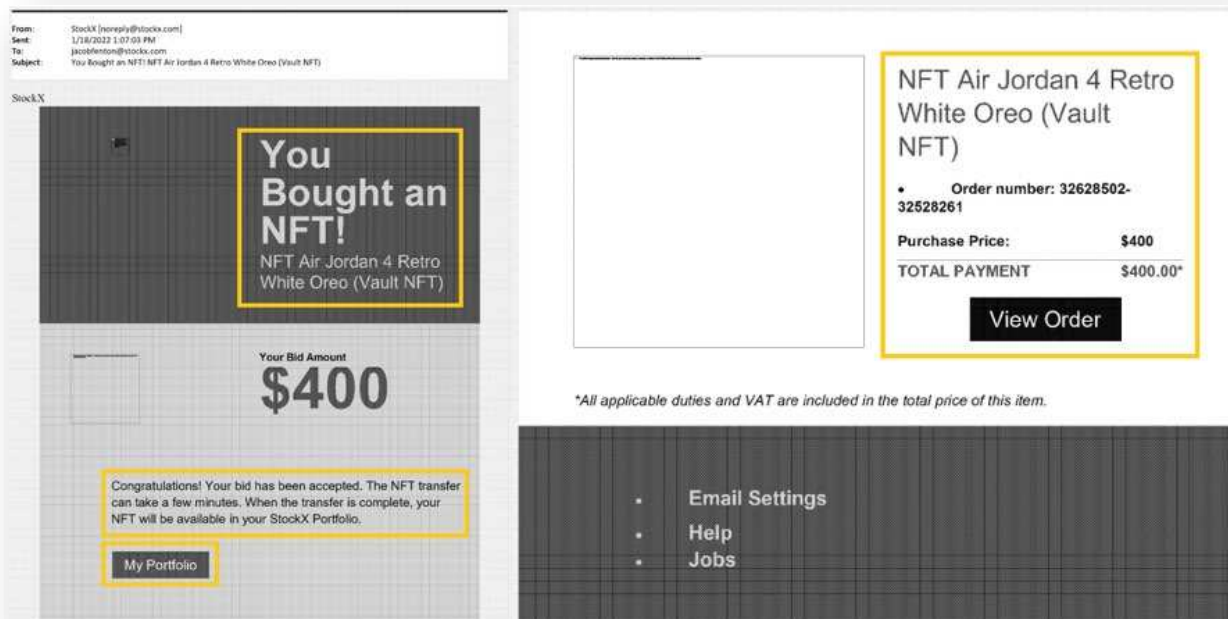 From: StockX [noreply@stockx.com]
Sent: 1/18/2022 1:07:03 PM
To: jacobfenton@stockx.com
Subject: You Bought an NFT! NFT Air Jordan 4 Retro White Oreo (Vault NFT)
StockX
You
Bought an
NFT!
NFT Air Jordan 4 Retro
White Oreo (Vault NFT)
Your Bid Amount
$400
Congratulations! Your bid has been accepted. The NFT transfer
can take a few minutes. When the transfer is complete, your
NFT will be available in your StockX Portfolio.
My Portfolio
NFT Air Jordan 4 Retro
White Oreo (Vault
NFT)
• Order number: 32628502-
32528261
Purchase Price: $400
TOTAL PAYMENT $400.00*
View Order
*All applicable duties and VAT are included in the total price of this item.
• Email Settings
• Help
• Jobs